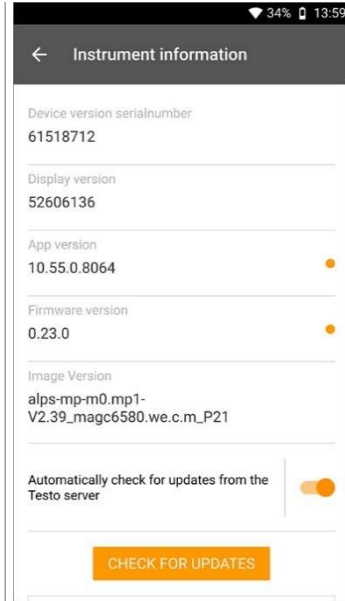 34% 13:59
Instrument information
Device version serialnumber
61518712
Display version
52606136
App version
10.55.0.8064
Firmware version
0.23.0
Image Version
alps-mp-m0.mp1-
V2.39_magc6580.we.c.m_P21
Automatically check for updates from the
Testo server
CHECK FOR UPDATES